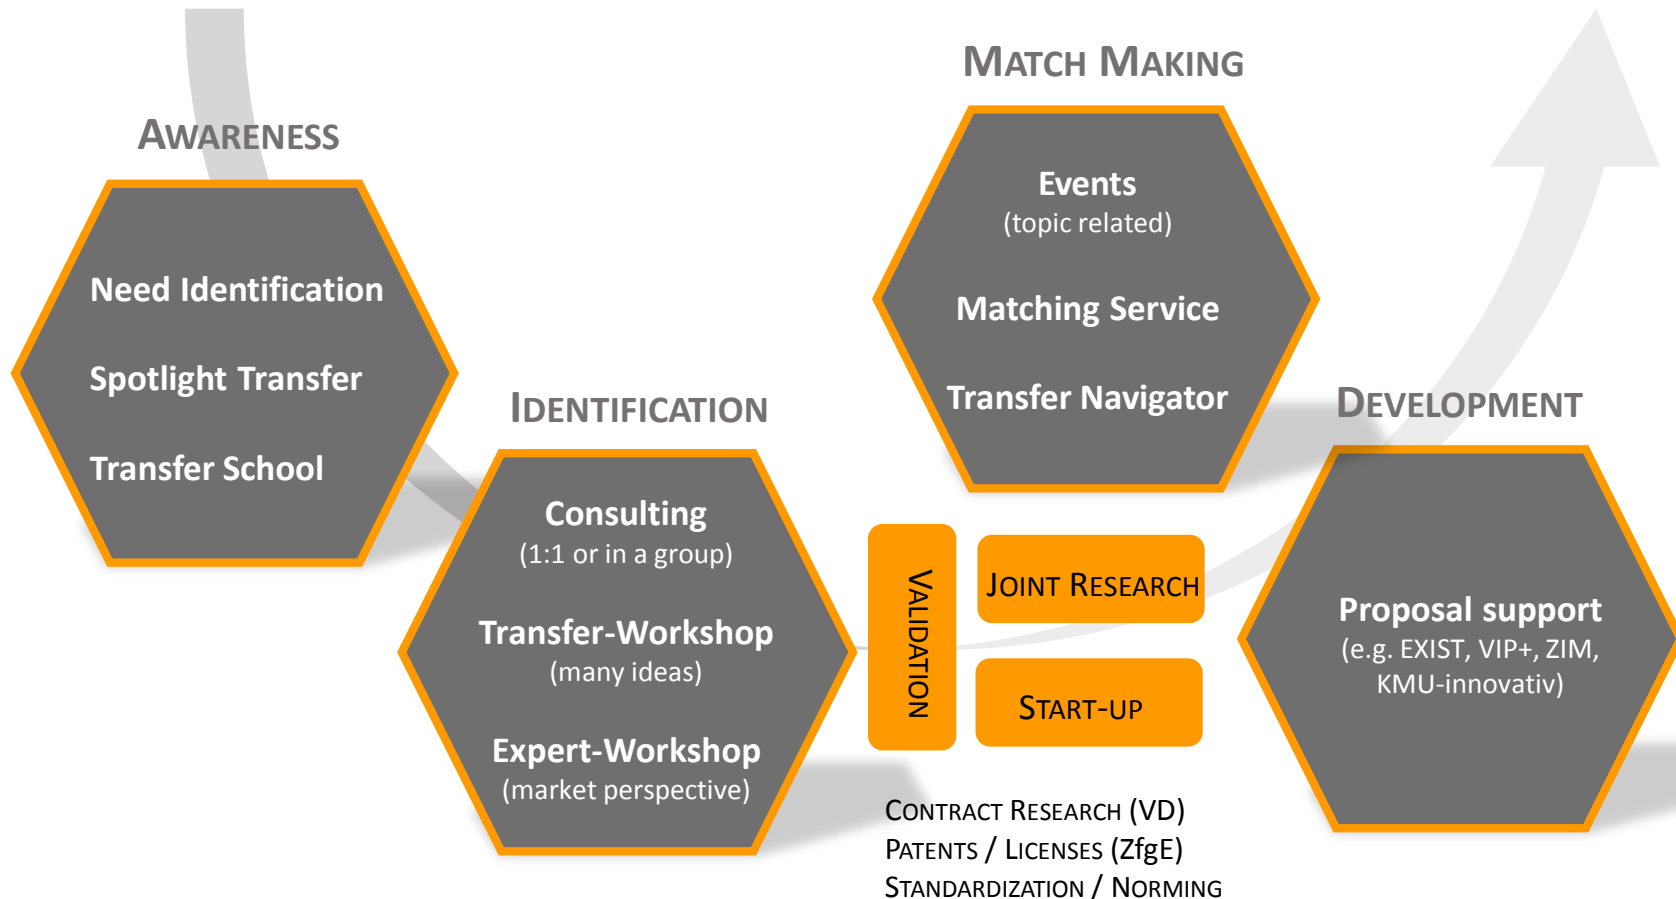 AWARENESS
Need Identification
Spotlight Transfer
Transfer School
IDENTIFICATION
Consulting
(1:1 or in a group)
Transfer-Workshop
(many ideas)
Expert-Workshop
(market perspective)
MATCH MAKING
Events
(topic related)
Matching Service
Transfer Navigator
VALIDATION
JOINT RESEARCH
START-UP
CONTRACT RESEARCH (VD)
PATENTS / LICENSES (ZfgE)
STANDARDIZATION / NORMING
DEVELOPMENT
Proposal support
(e.g. EXIST, VIP+, ZIM,
KMU-innovativ)